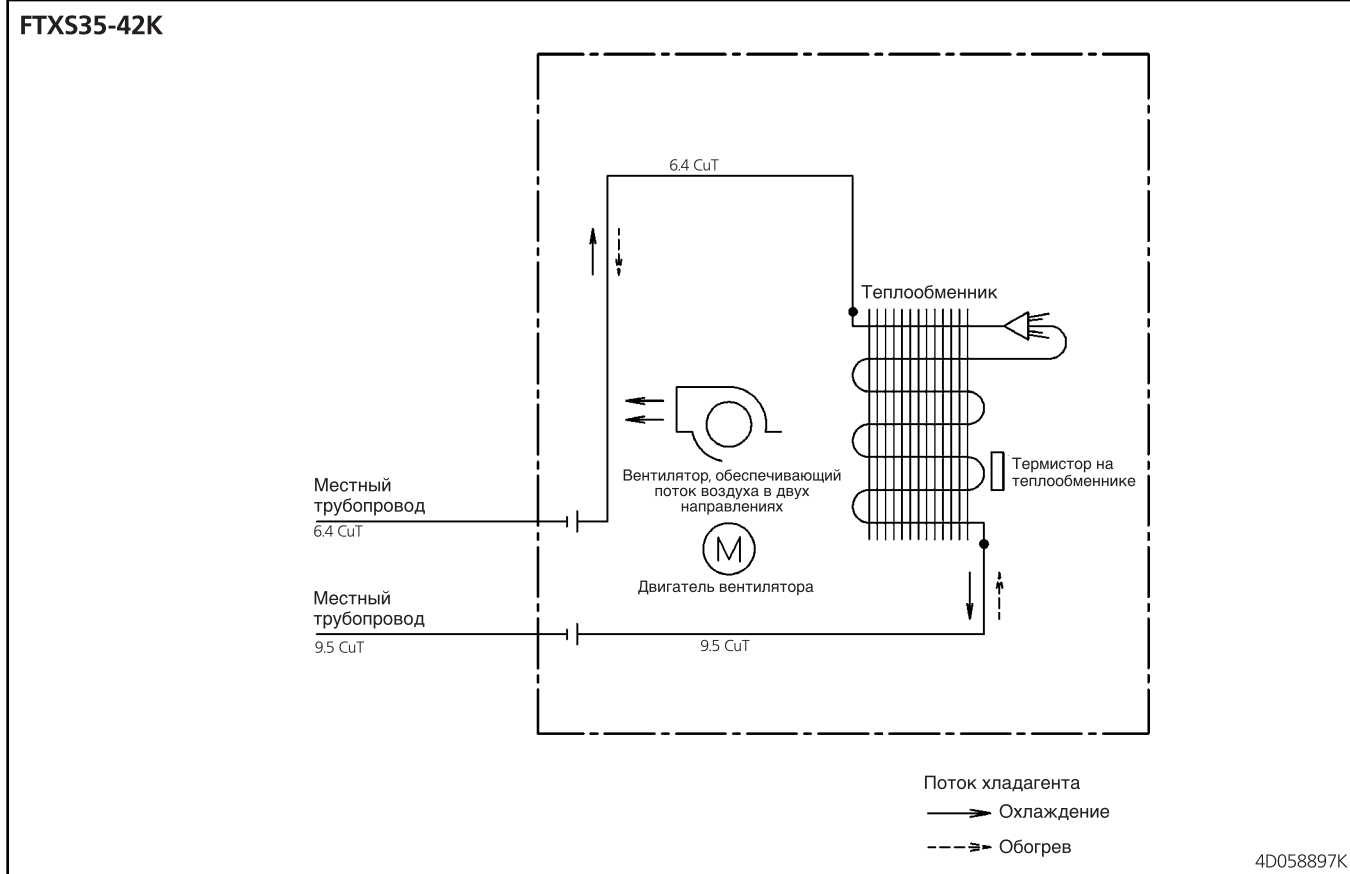 FTXS35-42K
6.4 CuT
Теплообменник
Термистор на
теплообменнике
Вентилятор, обеспечивающий
поток воздуха в двух
направлениях
M
Двигатель вентилятора
Местный
трубопровод
6.4 CuT
Местный
трубопровод
9.5 CuT
9.5 CuT
Поток хладагента
Охлаждение
Обогрев
4D058897K